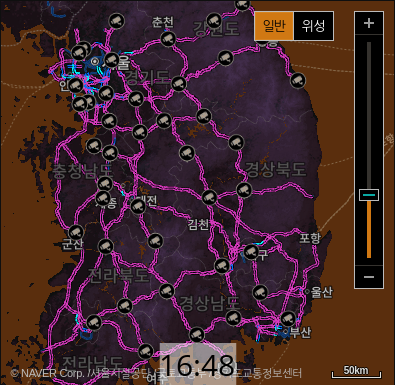 춘천
강원도
일반 위성
경기도
충청남도
경상북도
김천
군산
포항
전라북도
경상남도
울산
부산
16:48
전라남도
© NAVER Corp.
50km